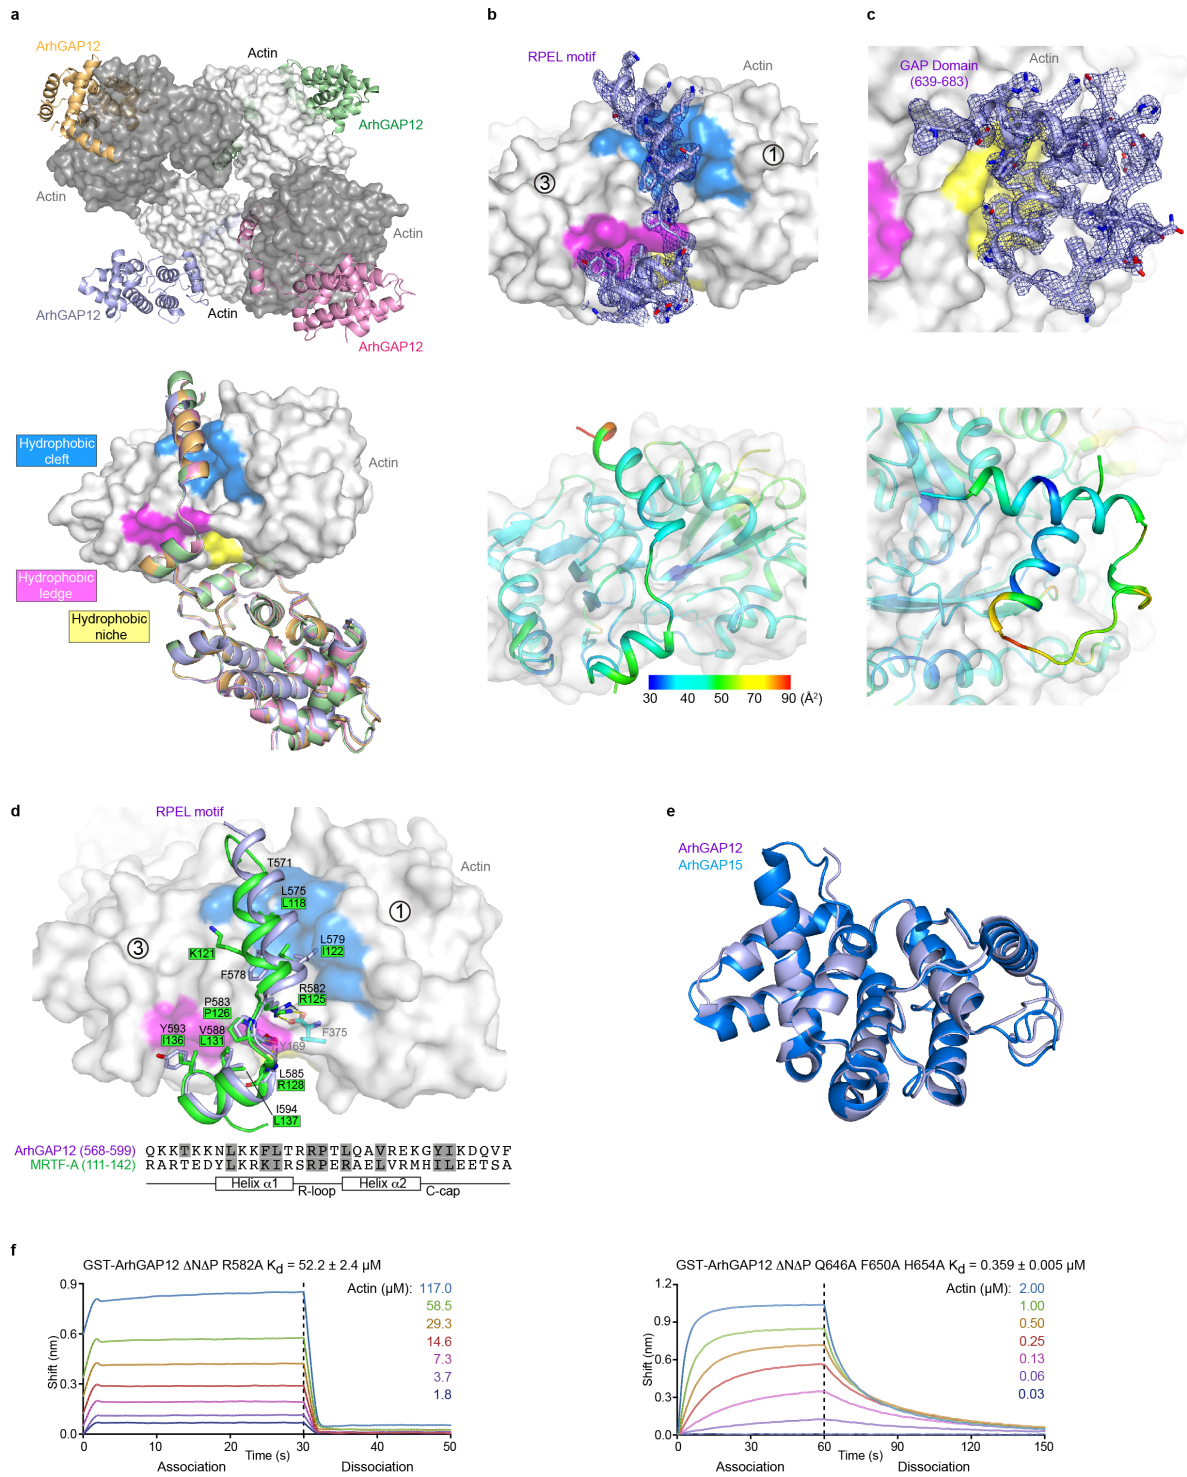 a
ArhGAP12
Actin
ArhGAP12
Actin
Actin
ArhGAP12
Actin
ArhGAP12
Hydrophobic
cleft
Actin
Hydrophobic
ledge
Hydrophobic
niche
b
RPEL motif
Actin
1
3
30 40 50 70 90 (Å²)
c
GAP Domain
(639-683)
Actin
d
RPEL motif
Actin
T571
L575
L118
1
3
K121
L579
I122
F578
R582
R125
P583
P126
F375
Y593
I136
V588
L131
Y169
L585
R128
I594
L137
ArhGAP12 (568-599) QKKTKKNLKKFLTRRPTLQAVREKGYIKDQVF
MRTF-A (111-142) RARTEDYLKRKIRSRPERAELVRMHILEETSA
Helix α1 R-loop Helix α2 C-cap
e
ArhGAP12
ArhGAP15
f
GST-ArhGAP12 ΔNΔP R582A Kd = 52.2 ± 2.4 µM
Actin (µM): 117.0
58.5
29.3
14.6
7.3
3.7
1.8
Shift (nm)
0.9
0.6
0.3
0.0
0 10 20 30 40 50
Time (s)
Association Dissociation
GST-ArhGAP12 ΔNΔP Q646A F650A H654A Kd = 0.359 ± 0.005 µM
Actin (µM): 2.00
1.00
0.50
0.25
0.13
0.06
0.03
Shift (nm)
1.2
0.9
0.6
0.3
0.0
0 30 60 90 120 150
Time (s)
Association Dissociation